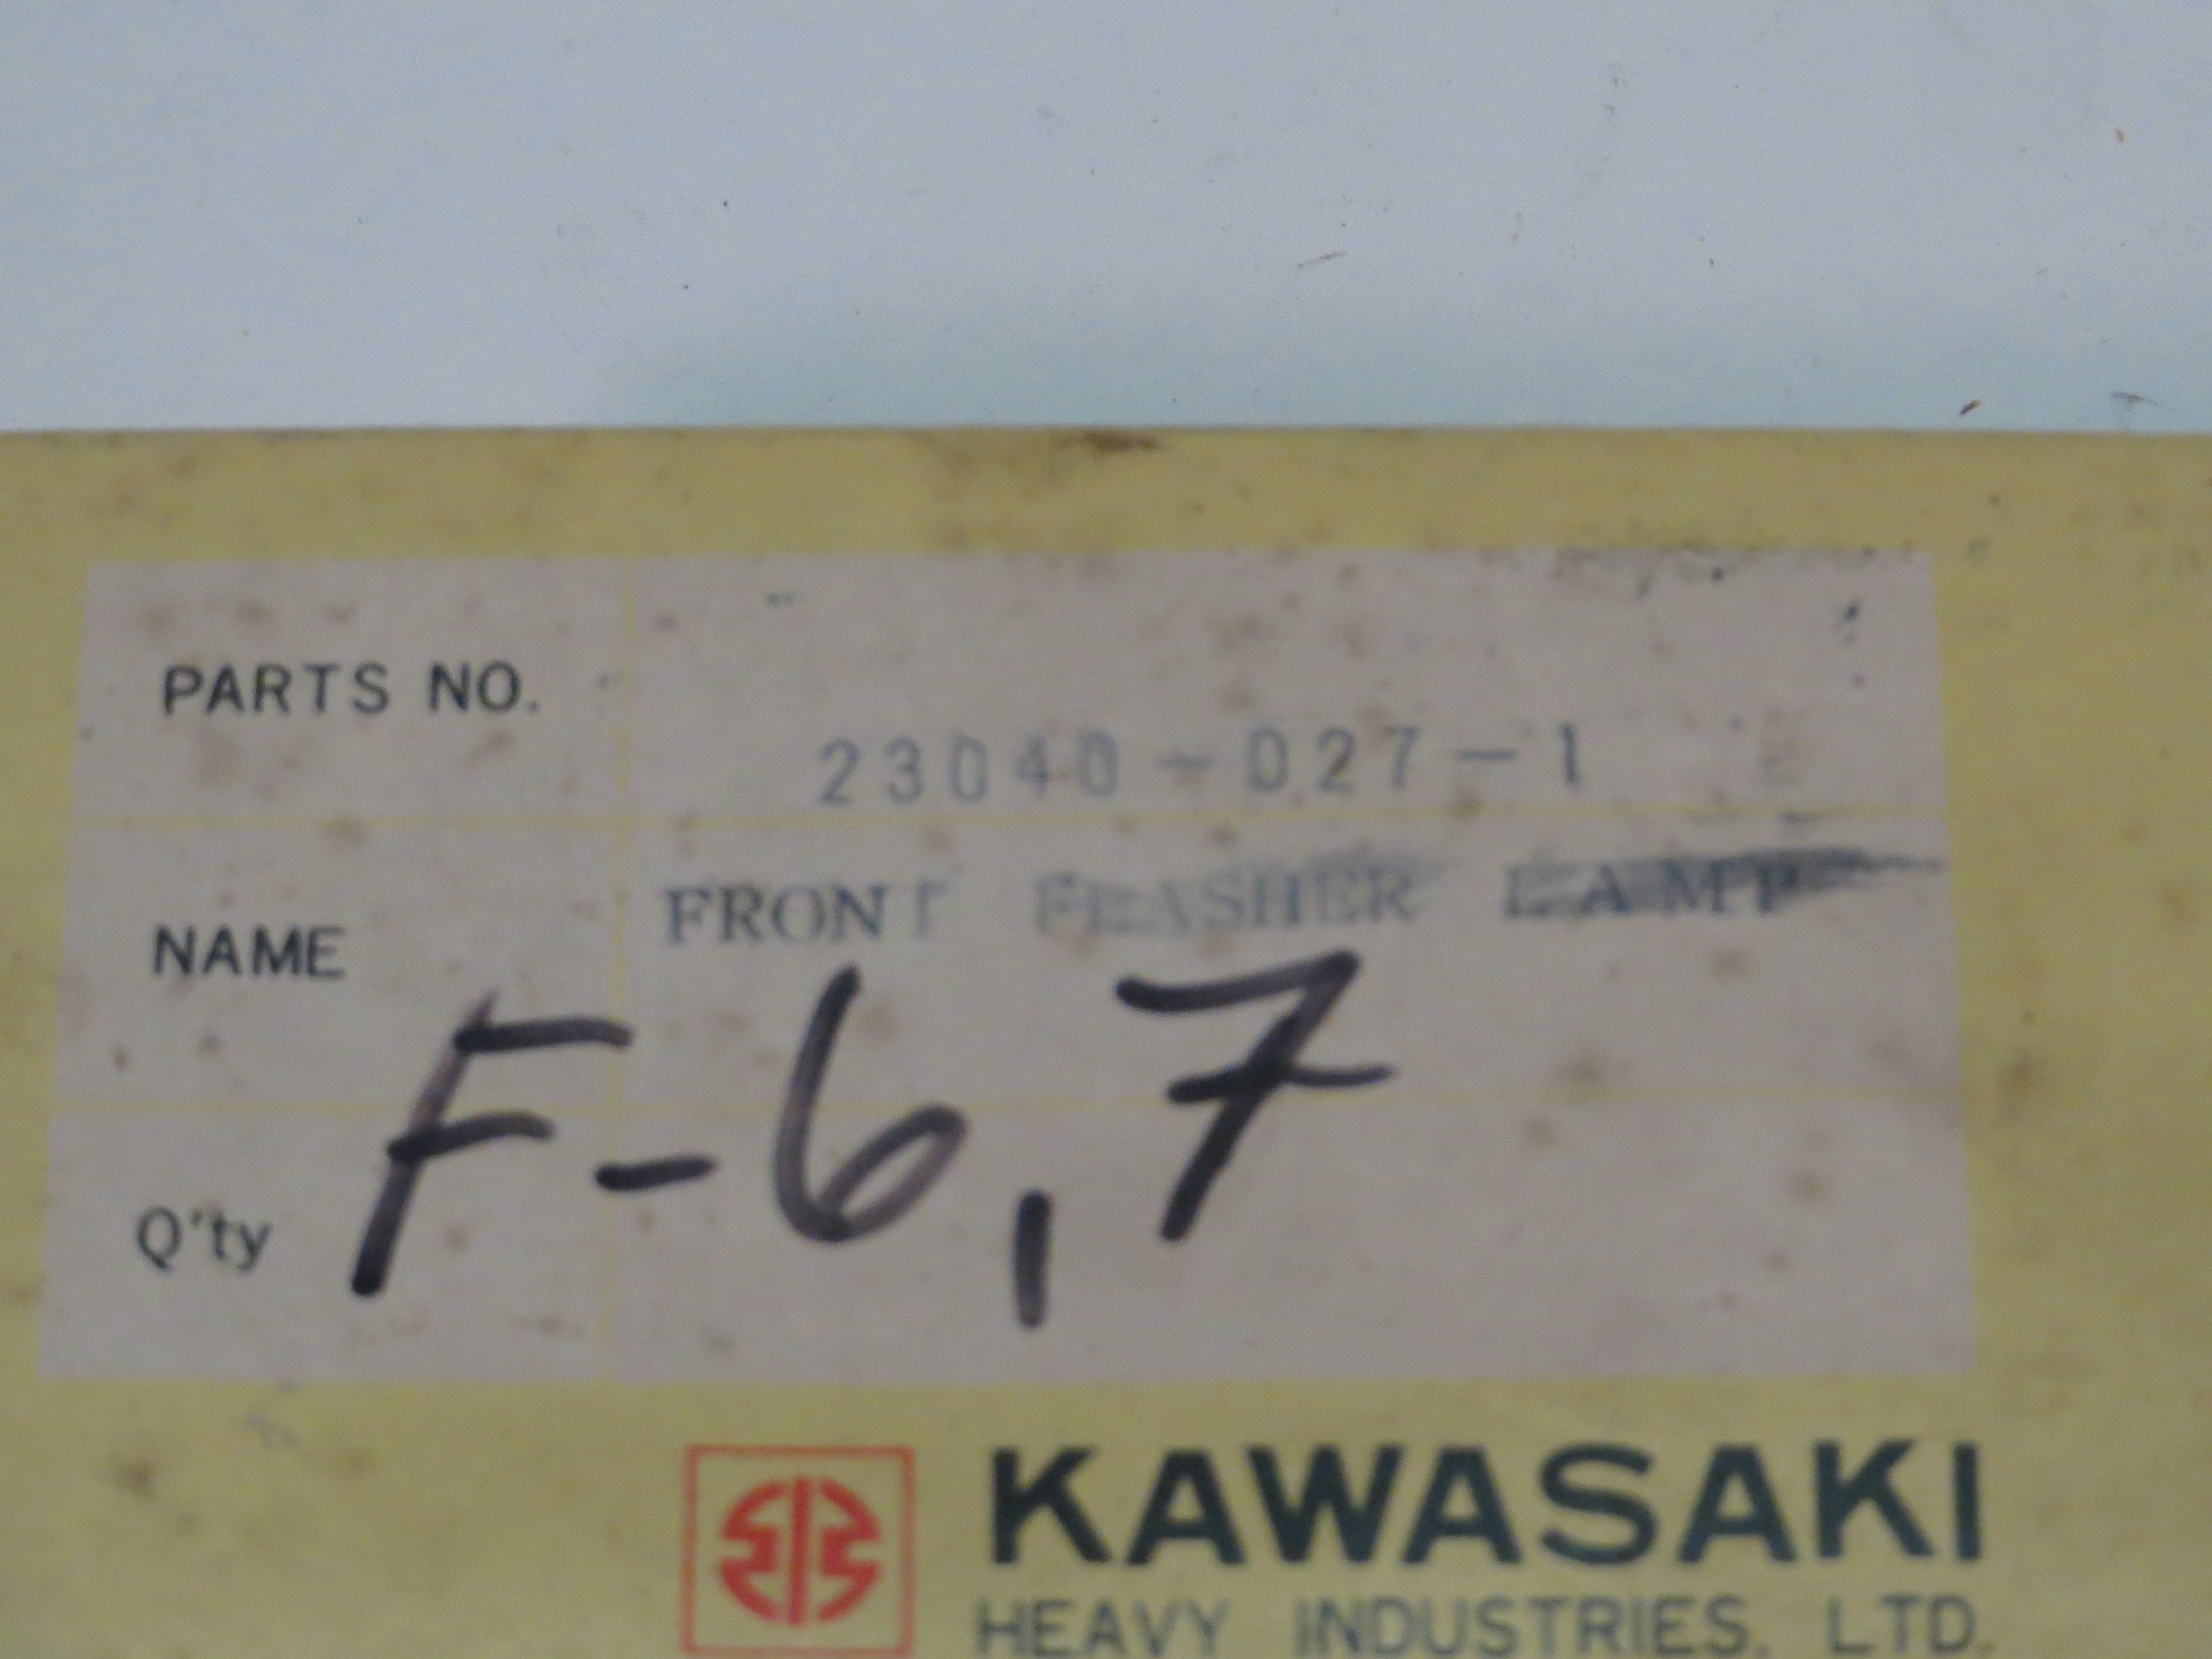 PARTS NO. 23040-027-1
NAME FRONT FLASHER LAMP
F-6,7
Q'ty
KAWASAKI
HEAVY INDUSTRIES, LTD.